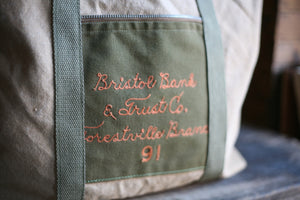 Bristol Bank
& Trust Co.
Forestville Branch
91